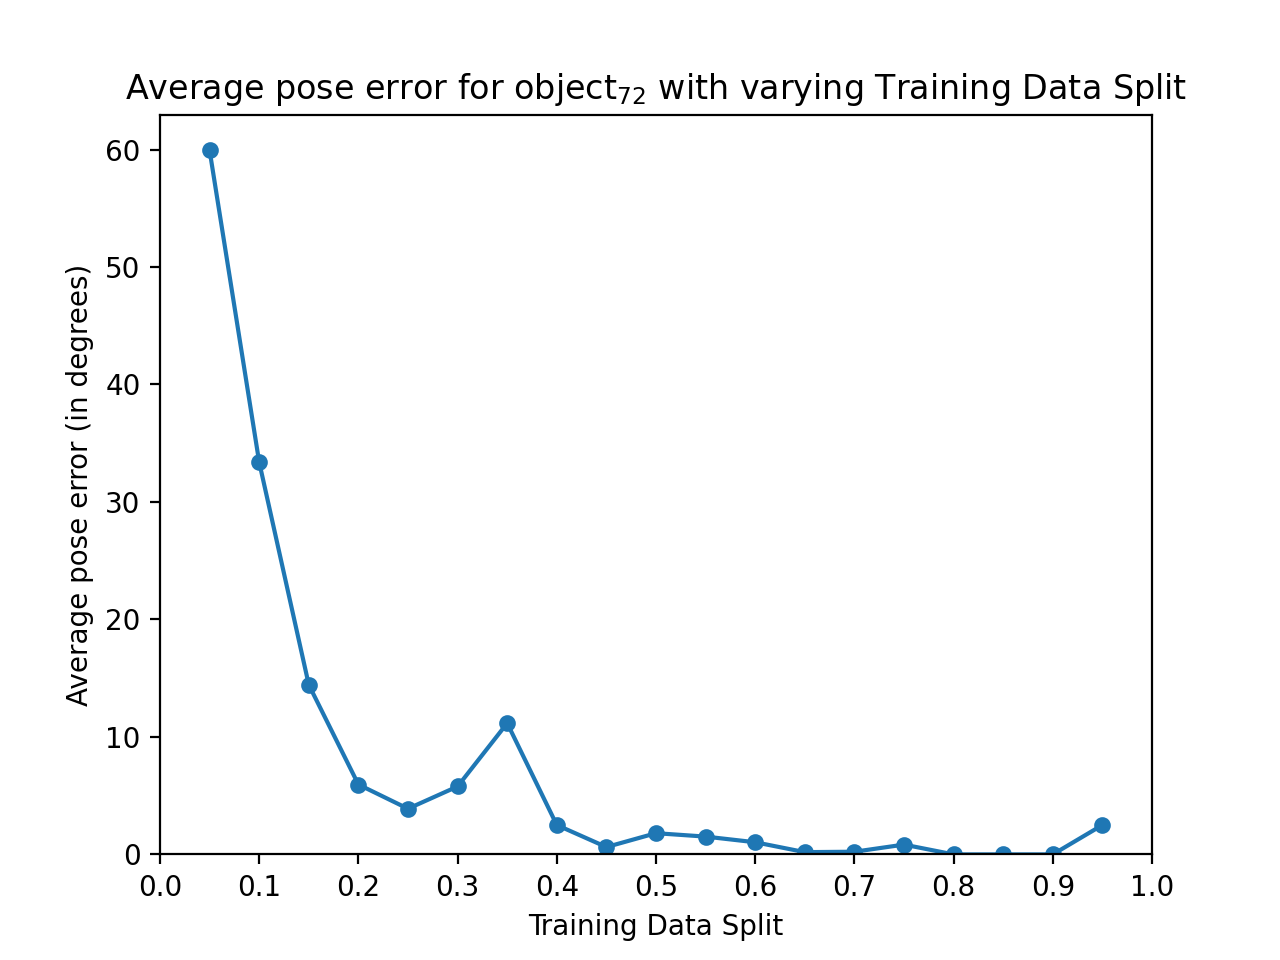 Average pose error for object₇₂ with varying Training Data Split
60
50
40
30
20
10
0
Average pose error (in degrees)
0.0 0.1 0.2 0.3 0.4 0.5 0.6 0.7 0.8 0.9 1.0
Training Data Split